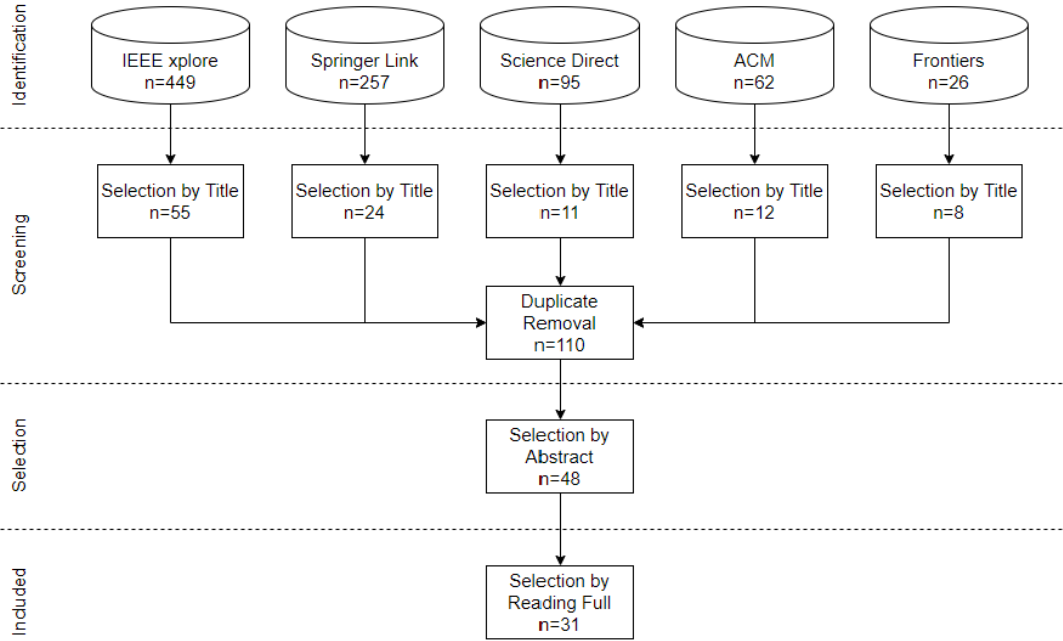 Identification
IEEE xplore
n=449
Springer Link
n=257
Science Direct
n=95
ACM
n=62
Frontiers
n=26
Screening
Selection by Title
n=55
Selection by Title
n=24
Selection by Title
n=11
Selection by Title
n=12
Selection by Title
n=8
Duplicate
Removal
n=110
Selection
Selection by
Abstract
n=48
Included
Selection by
Reading Full
n=31